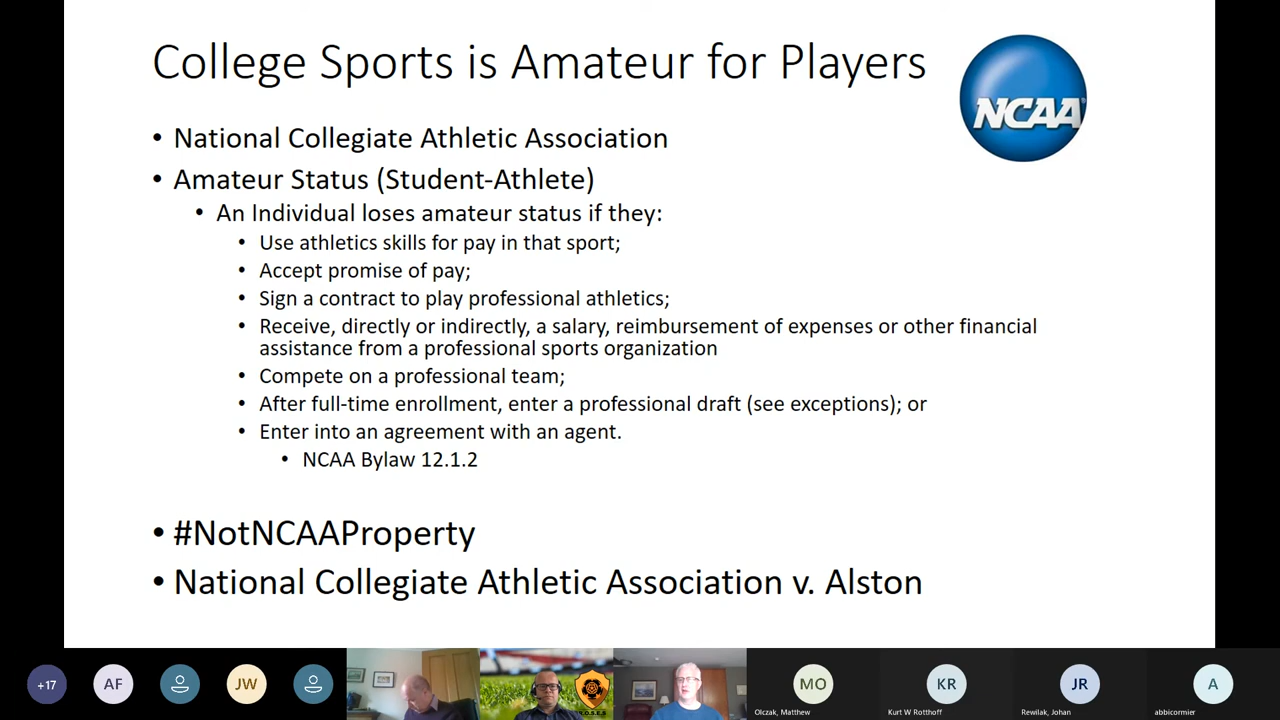 College Sports is Amateur for Players
NCAA
• National Collegiate Athletic Association
• Amateur Status (Student-Athlete)
• An Individual loses amateur status if they:
• Use athletics skills for pay in that sport;
• Accept promise of pay;
• Sign a contract to play professional athletics;
• Receive, directly or indirectly, a salary, reimbursement of expenses or other financial
assistance from a professional sports organization
• Compete on a professional team;
• After full-time enrollment, enter a professional draft (see exceptions); or
• Enter into an agreement with an agent.
• NCAA Bylaw 12.1.2
• #NotNCAAProperty
• National Collegiate Athletic Association v. Alston
+17
AF
JW
MO
KR
JR
A
Olczak, Matthew
Kurt W Rotthoff
Rewilak, Johan
abbicormier